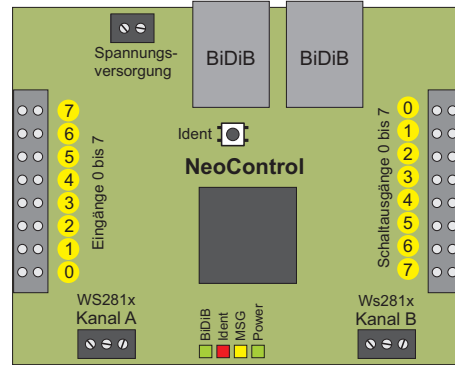 Spannungs-
versorgung
BiDiB
BiDiB
Ident
NeoControl
7
6
5
4
3
2
1
0
Eingänge 0 bis 7
0
1
2
3
4
5
6
7
Schaltausgänge 0 bis 7
WS281x
Kanal A
BiDiB
Ident
MSG
Power
Ws281x
Kanal B